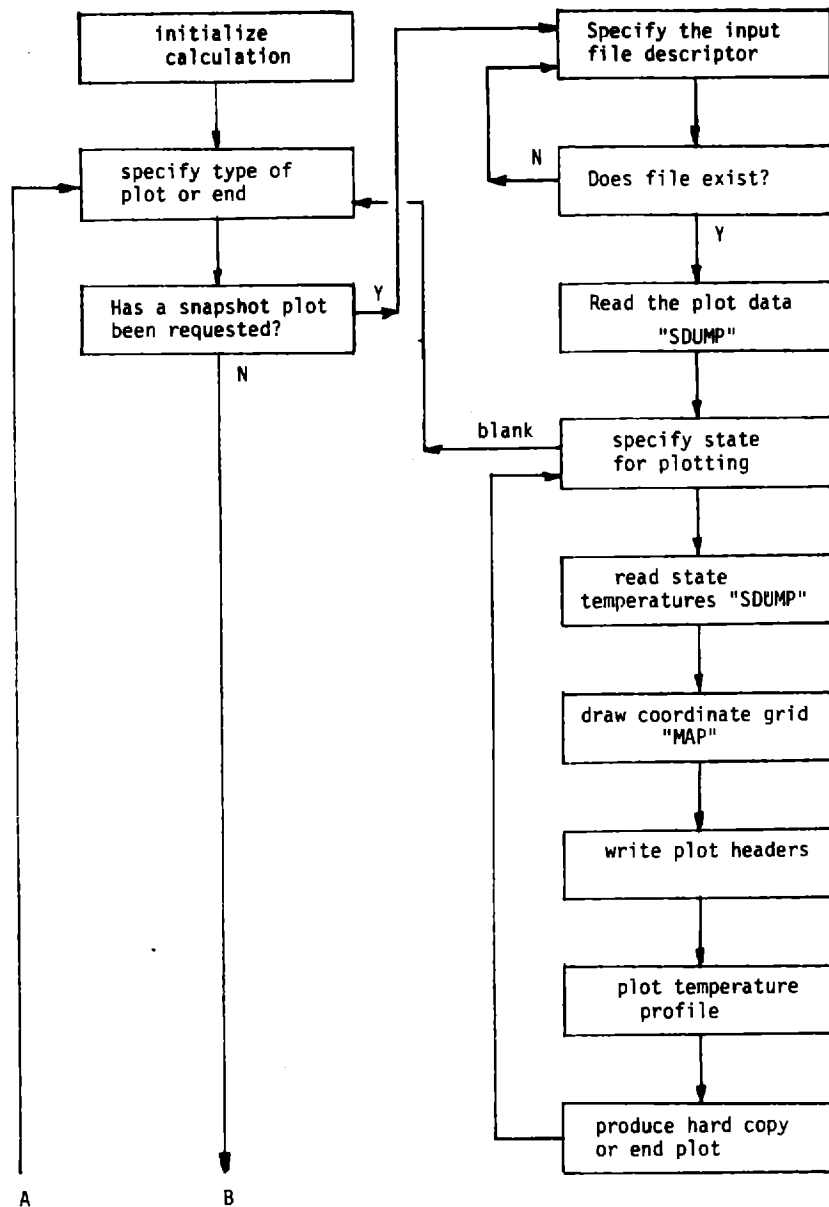 initialize
calculation
specify type of
plot or end
Has a snapshot plot
been requested?
Y
N
A
B
Specify the input
file descriptor
N
Does file exist?
Y
Read the plot data
"SDUMP"
blank
specify state
for plotting
read state
temperatures "SDUMP"
draw coordinate grid
"MAP"
write plot headers
plot temperature
profile
produce hard copy
or end plot